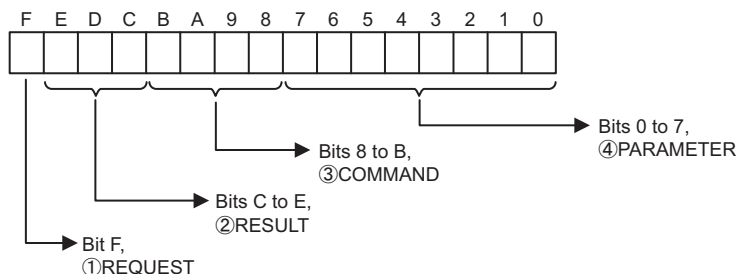 F E D C B A 9 8 7 6 5 4 3 2 1 0
Bits 0 to 7,
④PARAMETER
Bits 8 to B,
③COMMAND
Bits C to E,
②RESULT
Bit F,
①REQUEST